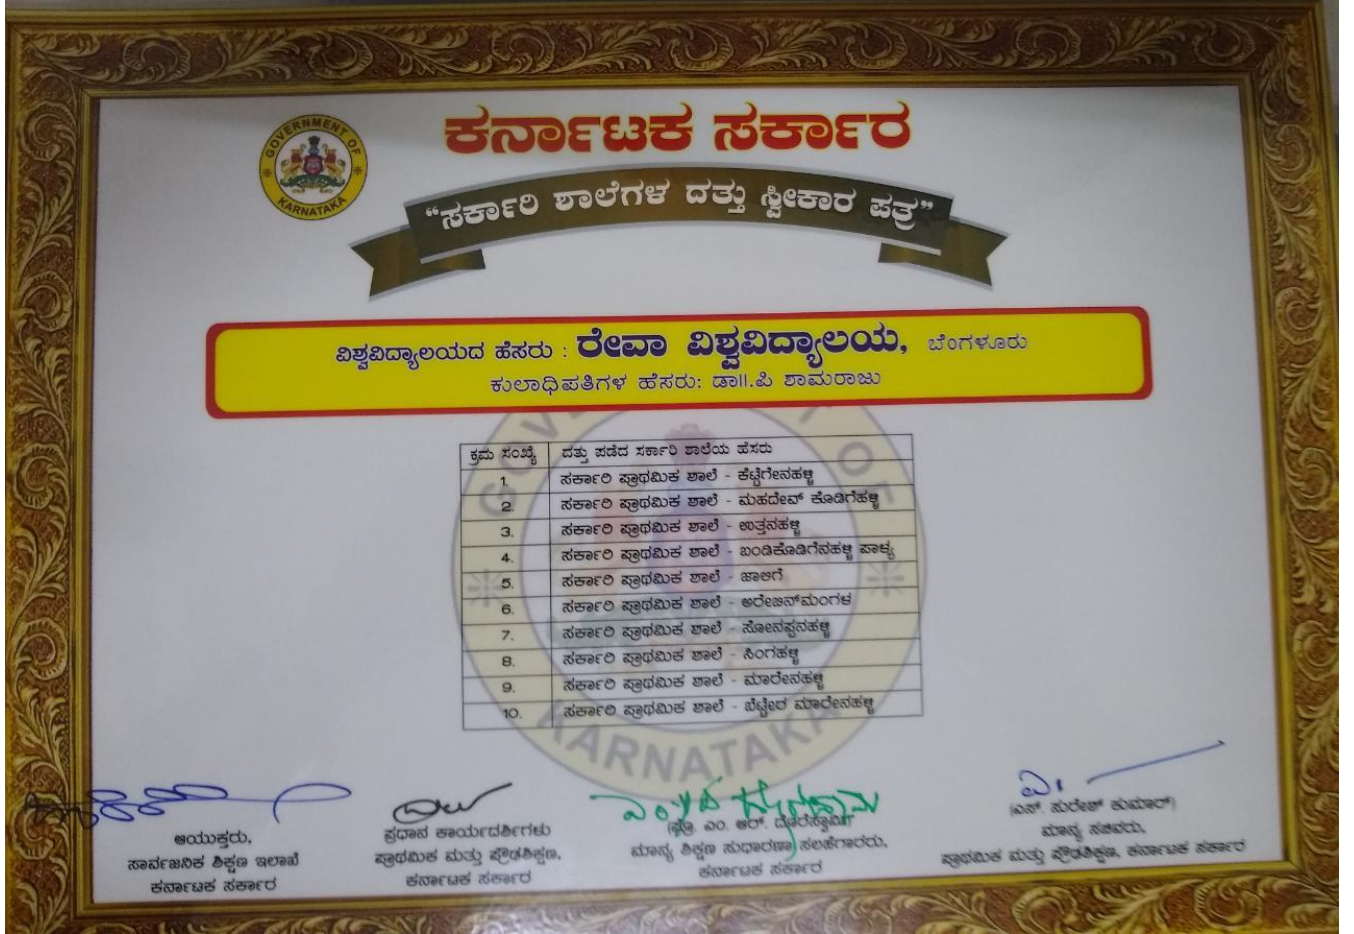 ಕರ್ನಾಟಕ ಸರ್ಕಾರ
GOVERNMENT OF KARNATAKA
“ಸರ್ಕಾರಿ ಶಾಲೆಗಳ ದತ್ತು ಸ್ವೀಕಾರ ಪತ್ರ”
ವಿಶ್ವವಿದ್ಯಾಲಯದ ಹೆಸರು : ರೇವಾ ವಿಶ್ವವಿದ್ಯಾಲಯ, ಬೆಂಗಳೂರು
ಕುಲಾಧಿಪತಿಗಳ ಹೆಸರು: ಡಾ||.ಪಿ ಶಾಮರಾಜು
GOVERNMENT OF KARNATAKA
ಕ್ರಮ ಸಂಖ್ಯೆ ದತ್ತು ಪಡೆದ ಸರ್ಕಾರಿ ಶಾಲೆಯ ಹೆಸರು
1. ಸರ್ಕಾರಿ ಪ್ರಾಥಮಿಕ ಶಾಲೆ - ಕೆಟ್ಟಿಗೇನಹಳ್ಳಿ
2. ಸರ್ಕಾರಿ ಪ್ರಾಥಮಿಕ ಶಾಲೆ - ಮಹದೇವ್ ಕೊಡಿಗೆಹಳ್ಳಿ
3. ಸರ್ಕಾರಿ ಪ್ರಾಥಮಿಕ ಶಾಲೆ - ಉತ್ತನಹಳ್ಳಿ
4. ಸರ್ಕಾರಿ ಪ್ರಾಥಮಿಕ ಶಾಲೆ - ಬಂಡಿಕೊಡಿಗೆನಹಳ್ಳಿ ಪಾಳ್ಯ
5. ಸರ್ಕಾರಿ ಪ್ರಾಥಮಿಕ ಶಾಲೆ - ಜಾಲಿಗೆ
6. ಸರ್ಕಾರಿ ಪ್ರಾಥಮಿಕ ಶಾಲೆ - ಅರೇಬಿನ್‌ಮಂಗಳ
7. ಸರ್ಕಾರಿ ಪ್ರಾಥಮಿಕ ಶಾಲೆ - ಸೋನಪ್ಪನಹಳ್ಳಿ
8. ಸರ್ಕಾರಿ ಪ್ರಾಥಮಿಕ ಶಾಲೆ - ಸಿಂಗಹಳ್ಳಿ
9. ಸರ್ಕಾರಿ ಪ್ರಾಥಮಿಕ ಶಾಲೆ - ಮಾರೇನಹಳ್ಳಿ
10. ಸರ್ಕಾರಿ ಪ್ರಾಥಮಿಕ ಶಾಲೆ - ಬೆಟ್ಟೇರ ಮಾರೇನಹಳ್ಳಿ
ಆಯುಕ್ತರು,
ಸಾರ್ವಜನಿಕ ಶಿಕ್ಷಣ ಇಲಾಖೆ
ಕರ್ನಾಟಕ ಸರ್ಕಾರ
ಪ್ರಧಾನ ಕಾರ್ಯದರ್ಶಿಗಳು
ಪ್ರಾಥಮಿಕ ಮತ್ತು ಪ್ರೌಢಶಿಕ್ಷಣ,
ಕರ್ನಾಟಕ ಸರ್ಕಾರ
(ಪ್ರೊ. ಎಂ. ಆರ್. ದೊರೆಸ್ವಾಮಿ)
ಮಾನ್ಯ ಶಿಕ್ಷಣ ಸುಧಾರಣಾ ಸಲಹೆಗಾರರು,
ಕರ್ನಾಟಕ ಸರ್ಕಾರ
(ಎಸ್. ಸುರೇಶ್ ಕುಮಾರ್)
ಮಾನ್ಯ ಸಚಿವರು,
ಪ್ರಾಥಮಿಕ ಮತ್ತು ಪ್ರೌಢಶಿಕ್ಷಣ, ಕರ್ನಾಟಕ ಸರ್ಕಾರ